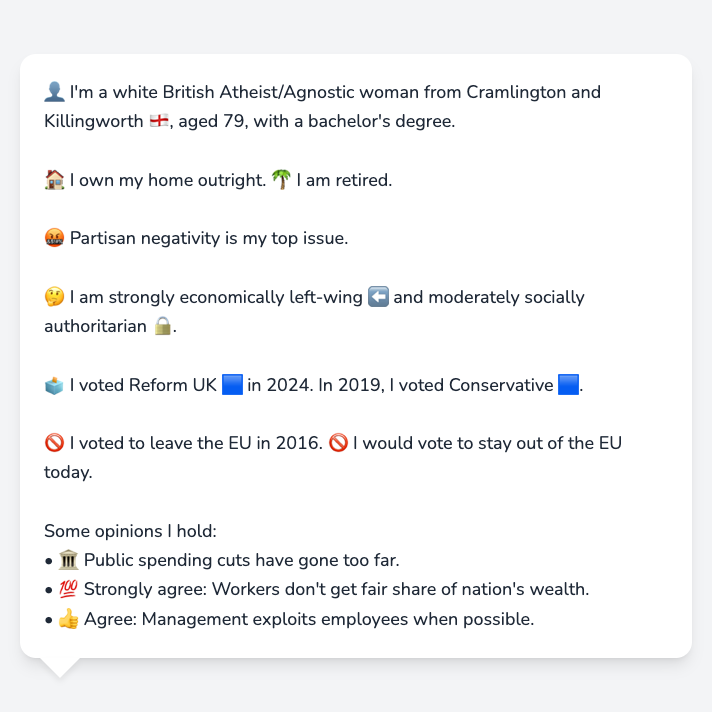 👤 I'm a white British Atheist/Agnostic woman from Cramlington and
Killingworth 🏴󠁧󠁢󠁥󠁮󠁧󠁿, aged 79, with a bachelor's degree.
🏠 I own my home outright. 🌴 I am retired.
🤬 Partisan negativity is my top issue.
🤔 I am strongly economically left-wing ⬅️ and moderately socially
authoritarian 🔒.
🗳️ I voted Reform UK 🟦 in 2024. In 2019, I voted Conservative 🟦.
🚫 I voted to leave the EU in 2016. 🚫 I would vote to stay out of the EU
today.
Some opinions I hold:
• 🏛️ Public spending cuts have gone too far.
• 💯 Strongly agree: Workers don't get fair share of nation's wealth.
• 👍 Agree: Management exploits employees when possible.